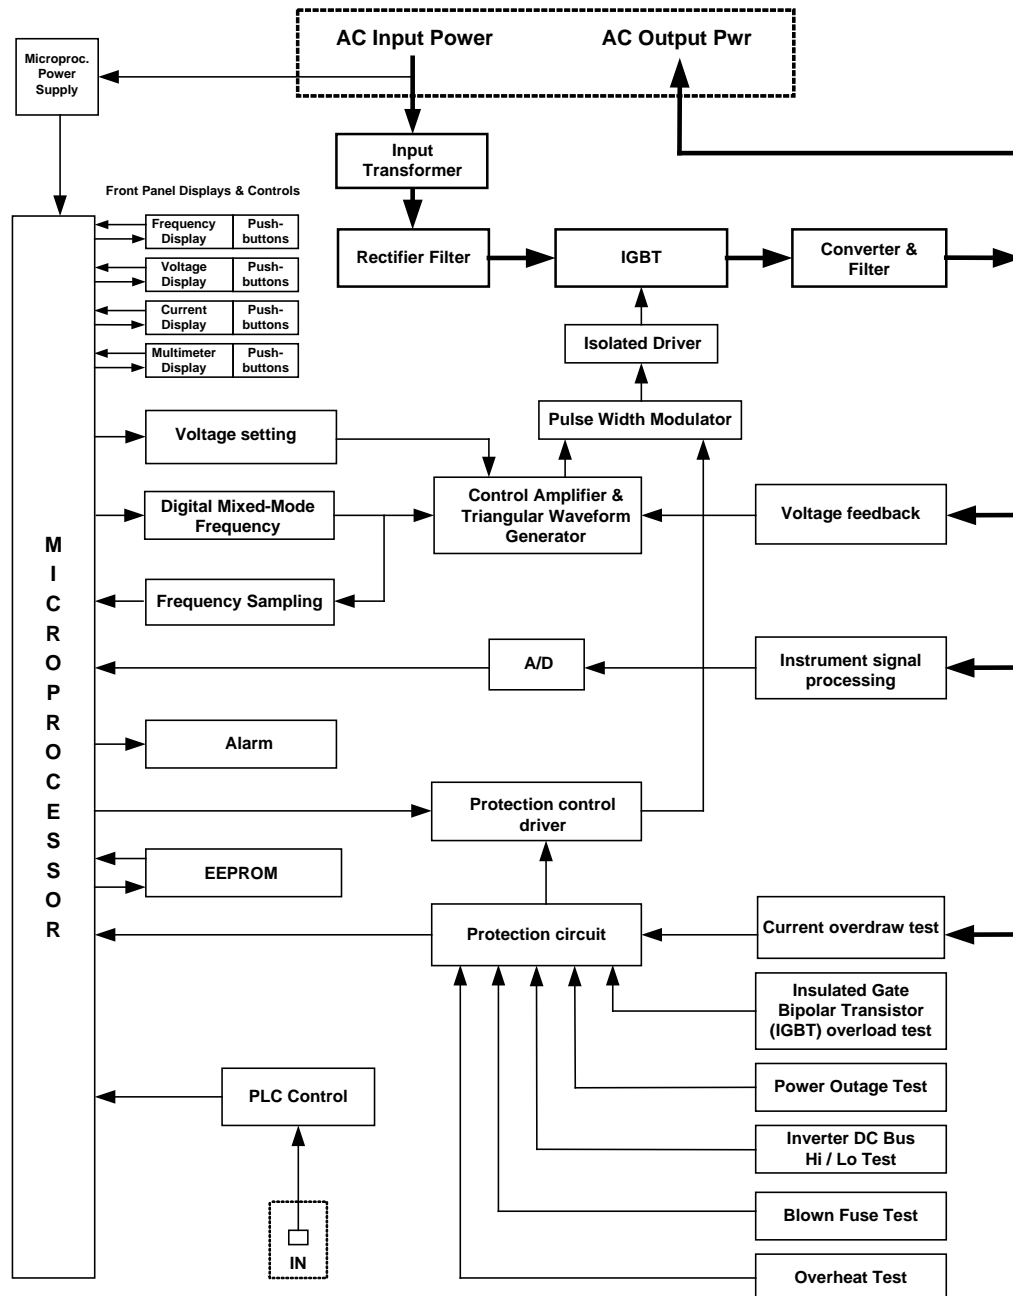 AC Input Power
AC Output Pwr
Microproc.
Power
Supply
Input
Transformer
Front Panel Displays & Controls
Frequency
Display
Push-
buttons
Voltage
Display
Push-
buttons
Current
Display
Push-
buttons
Multimeter
Display
Push-
buttons
Rectifier Filter
IGBT
Converter &
Filter
Isolated Driver
Pulse Width Modulator
Voltage setting
Control Amplifier &
Triangular Waveform
Generator
Digital Mixed-Mode
Frequency
Voltage feedback
MICROPROCESSOR
Frequency Sampling
A/D
Instrument signal
processing
Alarm
Protection control
driver
EEPROM
Protection circuit
Current overdraw test
Insulated Gate
Bipolar Transistor
(IGBT) overload test
Power Outage Test
PLC Control
Inverter DC Bus
Hi / Lo Test
Blown Fuse Test
IN
Overheat Test